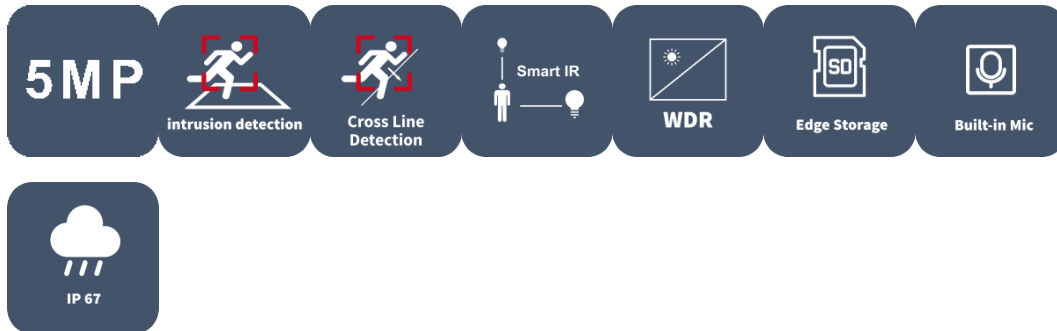 5MP
intrusion detection
Cross Line
Detection
Smart IR
WDR
SD
Edge Storage
Built-in Mic
IP 67